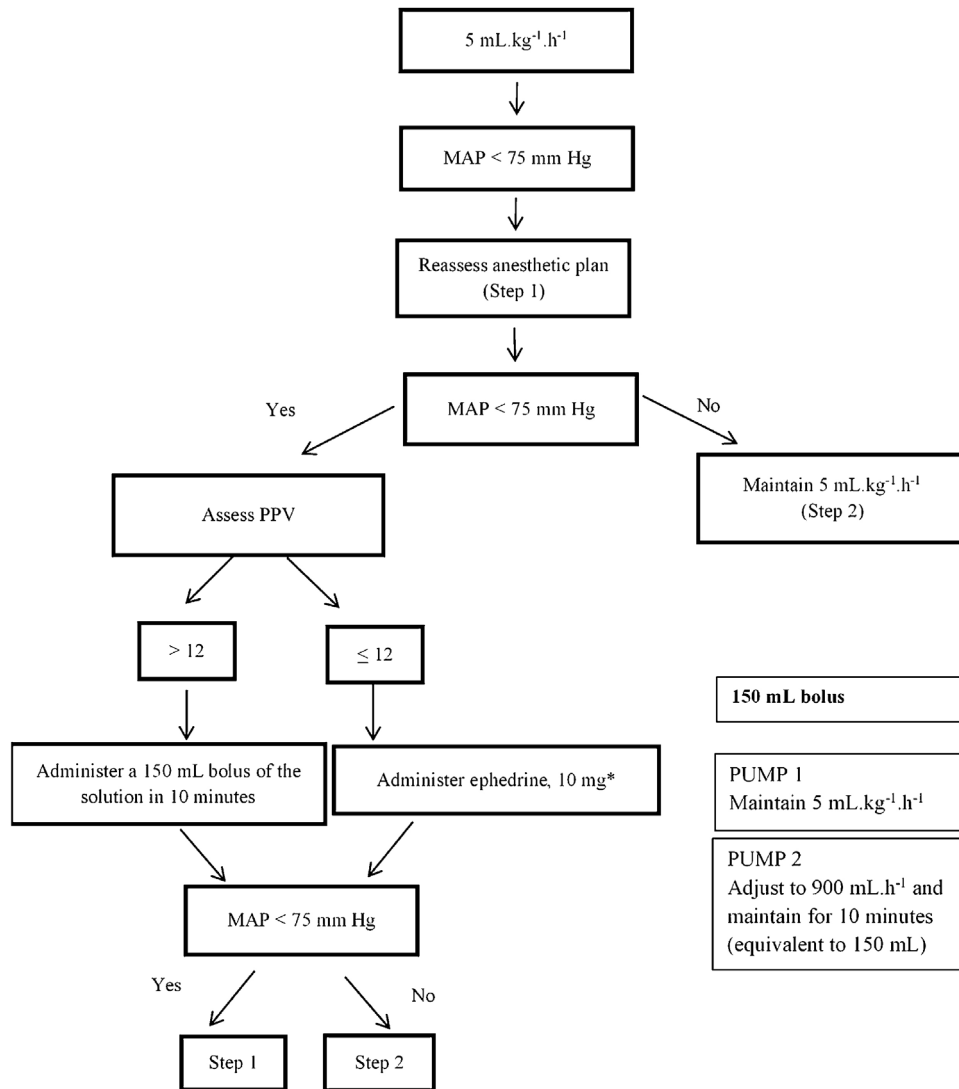 5 mL.kg⁻¹.h⁻¹
MAP < 75 mm Hg
Reassess anesthetic plan
(Step 1)
MAP < 75 mm Hg
Yes
No
Assess PPV
Maintain 5 mL.kg⁻¹.h⁻¹
(Step 2)
> 12
≤ 12
Administer a 150 mL bolus of the
solution in 10 minutes
Administer ephedrine, 10 mg*
MAP < 75 mm Hg
Yes
No
Step 1
Step 2
150 mL bolus
PUMP 1
Maintain 5 mL.kg⁻¹.h⁻¹
PUMP 2
Adjust to 900 mL.h⁻¹ and
maintain for 10 minutes
(equivalent to 150 mL)